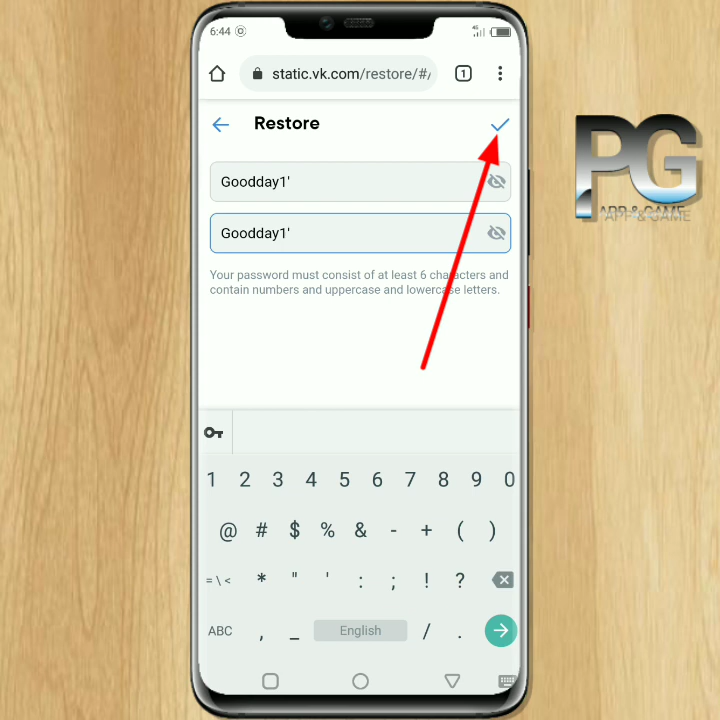 6:44
4G
static.vk.com/restore/#/
1
Restore
Goodday1'
Goodday1'
Your password must consist of at least 6 characters and
contain numbers and uppercase and lowercase letters.
1 2 3 4 5 6 7 8 9 0
@ # $ % & - + ( )
= \ < * " ' : ; ! ?
ABC , _ English / .
PG
APP & GAME